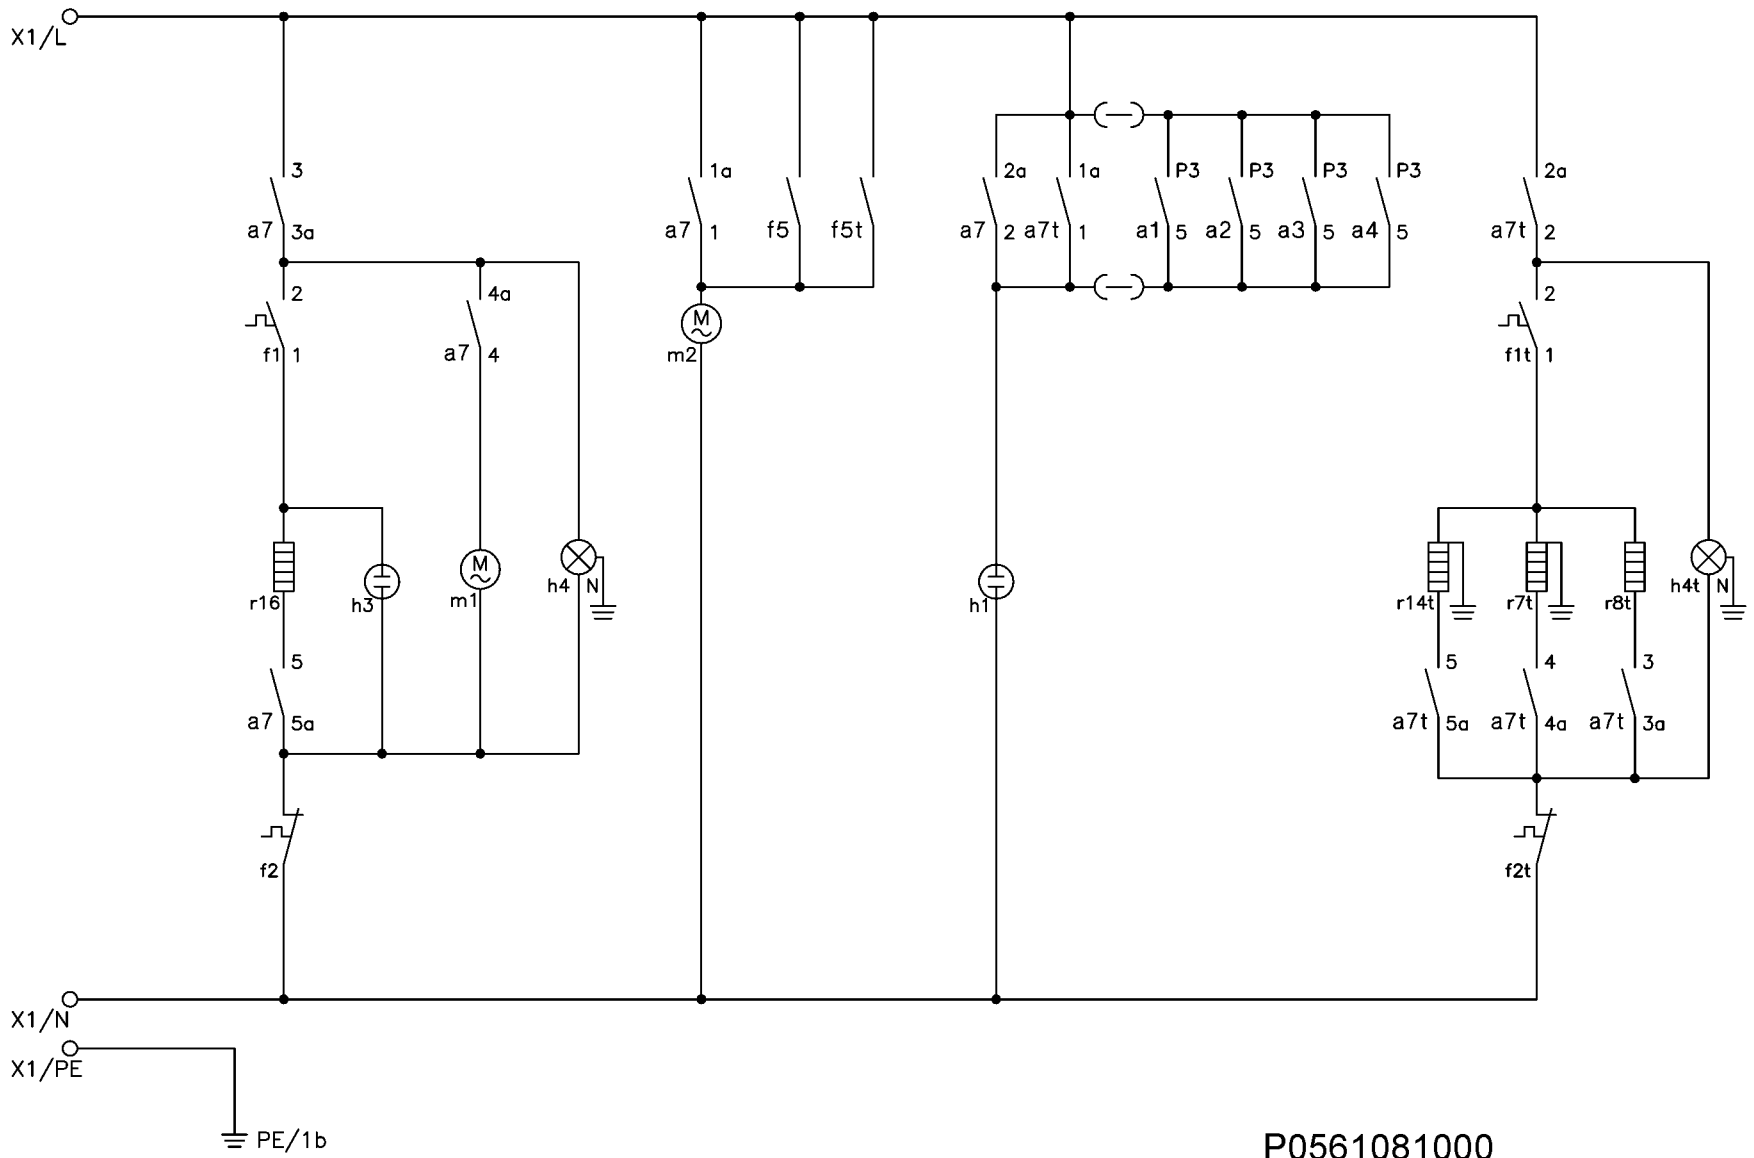 X1/L
3 1a 2a 1a P3 P3 P3 P3 2a
a7 3a a7 1 f5 f5t a7 2 a7t 1 a1 5 a2 5 a3 5 a4 5 a7t 2
2 4a M 2
f1 1 a7 4 m2 f1t 1
M
r16 h3 m1 h4 N h1 r14t r7t r8t h4t N
5 5 4 3
a7 5a a7t 5a a7t 4a a7t 3a
f2 f2t
X1/N
X1/PE
PE/1b
P0561081000